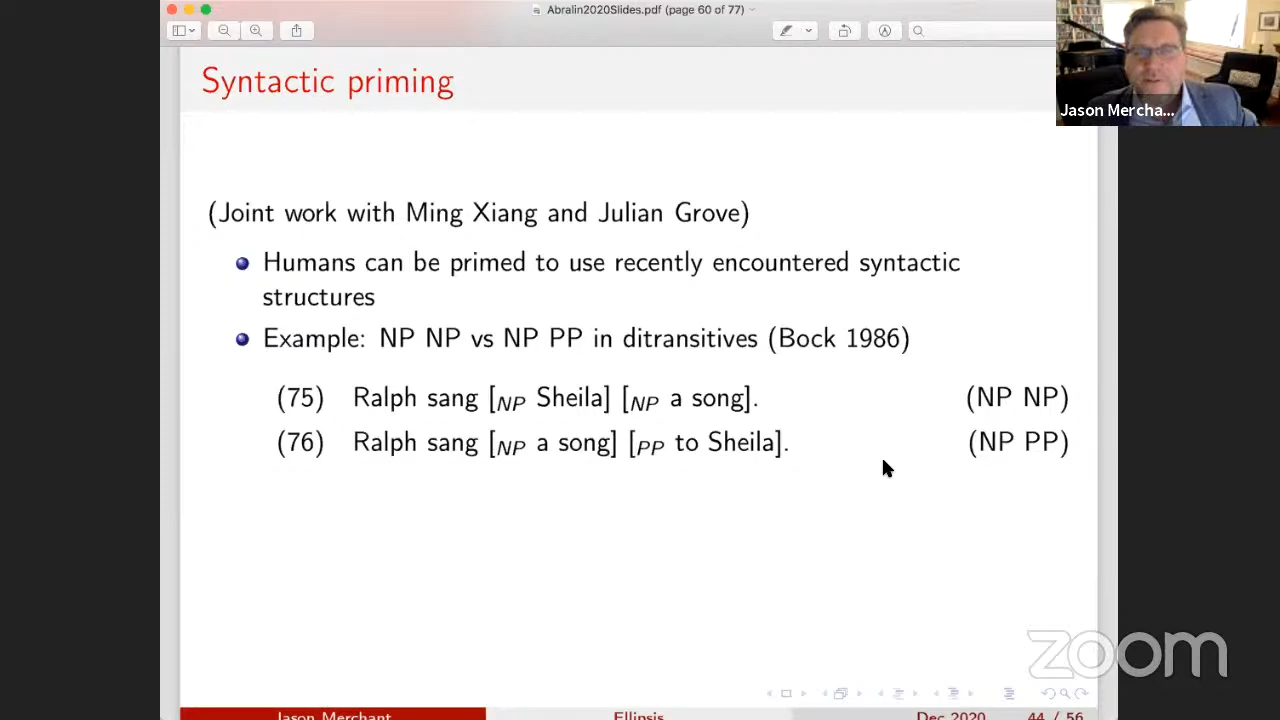 Abralin2020Slides.pdf (page 60 of 77)
Syntactic priming
Jason Mercha...
(Joint work with Ming Xiang and Julian Grove)
Humans can be primed to use recently encountered syntactic
structures
Example: NP NP vs NP PP in ditransitives (Bock 1986)
(75) Ralph sang [NP Sheila] [NP a song]. (NP NP)
(76) Ralph sang [NP a song] [PP to Sheila]. (NP PP)
zoom
Jason Merchant Ellipsis Dec 2020 44 / 56